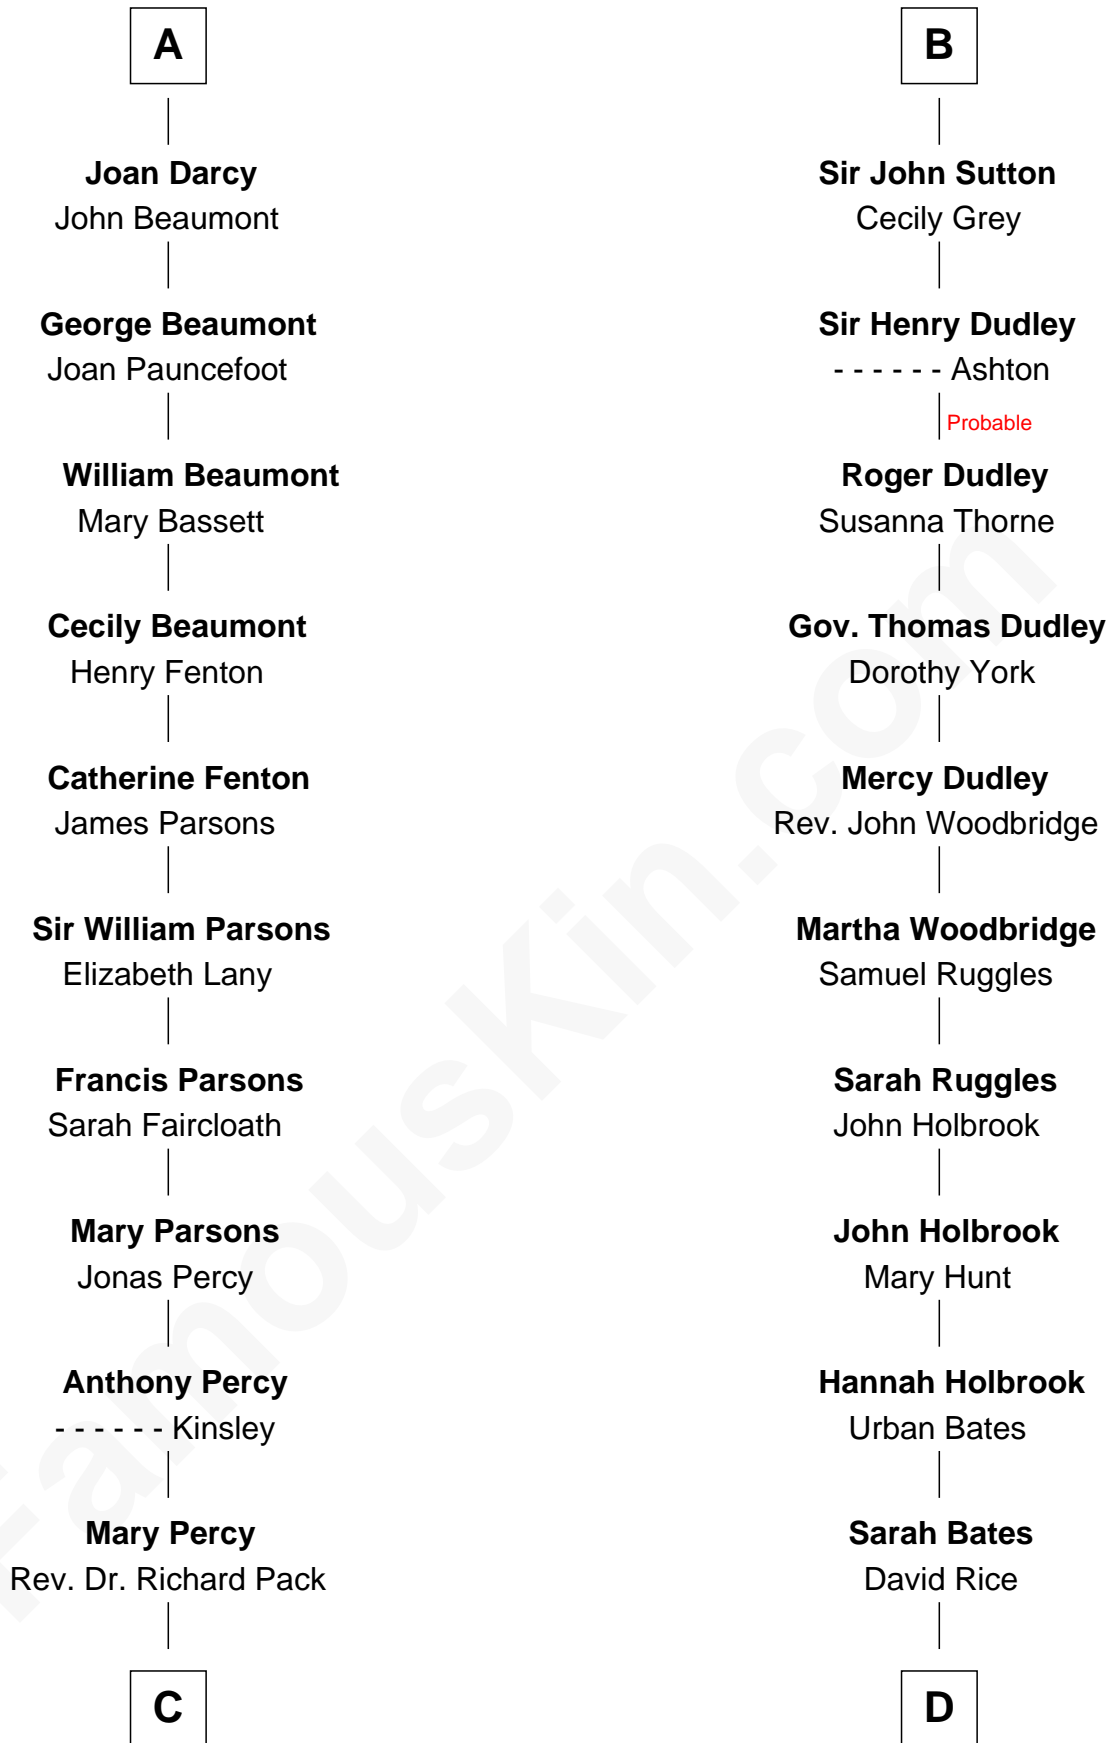 A
Joan Darcy
John Beaumont
George Beaumont
Joan Pauncefoot
William Beaumont
Mary Bassett
Cecily Beaumont
Henry Fenton
Catherine Fenton
James Parsons
Sir William Parsons
Elizabeth Lany
Francis Parsons
Sarah Faircloath
Mary Parsons
Jonas Percy
Anthony Percy
- - - - - - Kinsley
Mary Percy
Rev. Dr. Richard Pack
C
B
Sir John Sutton
Cecily Grey
Sir Henry Dudley
- - - - - - Ashton
Probable
Roger Dudley
Susanna Thorne
Gov. Thomas Dudley
Dorothy York
Mercy Dudley
Rev. John Woodbridge
Martha Woodbridge
Samuel Ruggles
Sarah Ruggles
John Holbrook
John Holbrook
Mary Hunt
Hannah Holbrook
Urban Bates
Sarah Bates
David Rice
D
FamousKin.com